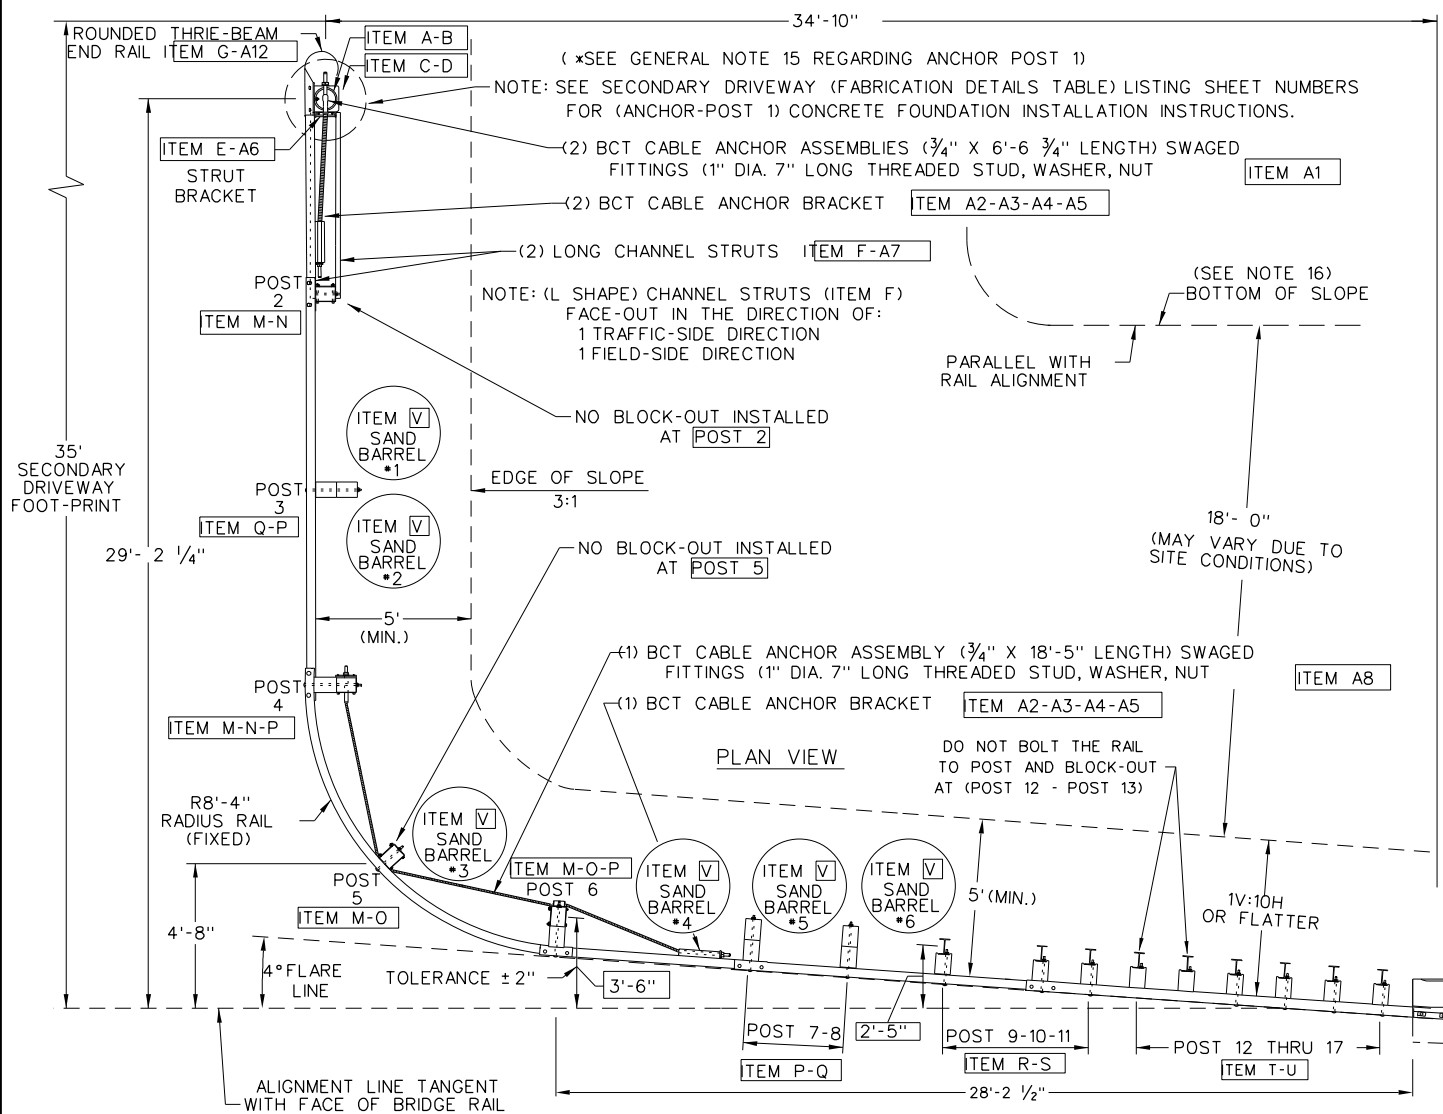 34'-10"
ROUNDED THRIE-BEAM
END RAIL ITEM G-A12
ITEM A-B
ITEM C-D
( *SEE GENERAL NOTE 15 REGARDING ANCHOR POST 1)
NOTE: SEE SECONDARY DRIVEWAY (FABRICATION DETAILS TABLE) LISTING SHEET NUMBERS
FOR (ANCHOR-POST 1) CONCRETE FOUNDATION INSTALLATION INSTRUCTIONS.
ITEM E-A6
STRUT
BRACKET
(2) BCT CABLE ANCHOR ASSEMBLIES (3/4" X 6'-6 3/4" LENGTH) SWAGED
FITTINGS (1" DIA. 7" LONG THREADED STUD, WASHER, NUT
ITEM A1
(2) BCT CABLE ANCHOR BRACKET
ITEM A2-A3-A4-A5
(2) LONG CHANNEL STRUTS ITEM F-A7
POST
2
ITEM M-N
NOTE: (L SHAPE) CHANNEL STRUTS (ITEM F)
FACE-OUT IN THE DIRECTION OF:
1 TRAFFIC-SIDE DIRECTION
1 FIELD-SIDE DIRECTION
(SEE NOTE 16)
BOTTOM OF SLOPE
PARALLEL WITH
RAIL ALIGNMENT
ITEM V
SAND
BARREL
#1
NO BLOCK-OUT INSTALLED
AT POST 2
35'
SECONDARY
DRIVEWAY
FOOT-PRINT
POST
3
ITEM Q-P
EDGE OF SLOPE
3:1
ITEM V
SAND
BARREL
#2
29'- 2 1/4"
18'- 0"
(MAY VARY DUE TO
SITE CONDITIONS)
NO BLOCK-OUT INSTALLED
AT POST 5
5'
(MIN.)
(1) BCT CABLE ANCHOR ASSEMBLY (3/4" X 18'-5" LENGTH) SWAGED
FITTINGS (1" DIA. 7" LONG THREADED STUD, WASHER, NUT
ITEM A8
POST
4
ITEM M-N-P
(1) BCT CABLE ANCHOR BRACKET
ITEM A2-A3-A4-A5
PLAN VIEW
DO NOT BOLT THE RAIL
TO POST AND BLOCK-OUT
AT (POST 12 - POST 13)
R8'-4"
RADIUS RAIL
(FIXED)
ITEM V
SAND
BARREL
#3
ITEM M-O-P
POST 6
ITEM V
SAND
BARREL
#4
ITEM V
SAND
BARREL
#5
ITEM V
SAND
BARREL
#6
5'(MIN.)
1V:10H
OR FLATTER
POST
5
ITEM M-O
4'-8"
4° FLARE
LINE
TOLERANCE ± 2"
3'-6"
POST 7-8
ITEM P-Q
2'-5"
POST 9-10-11
ITEM R-S
POST 12 THRU 17
ITEM T-U
28'-2 1/2"
ALIGNMENT LINE TANGENT
WITH FACE OF BRIDGE RAIL